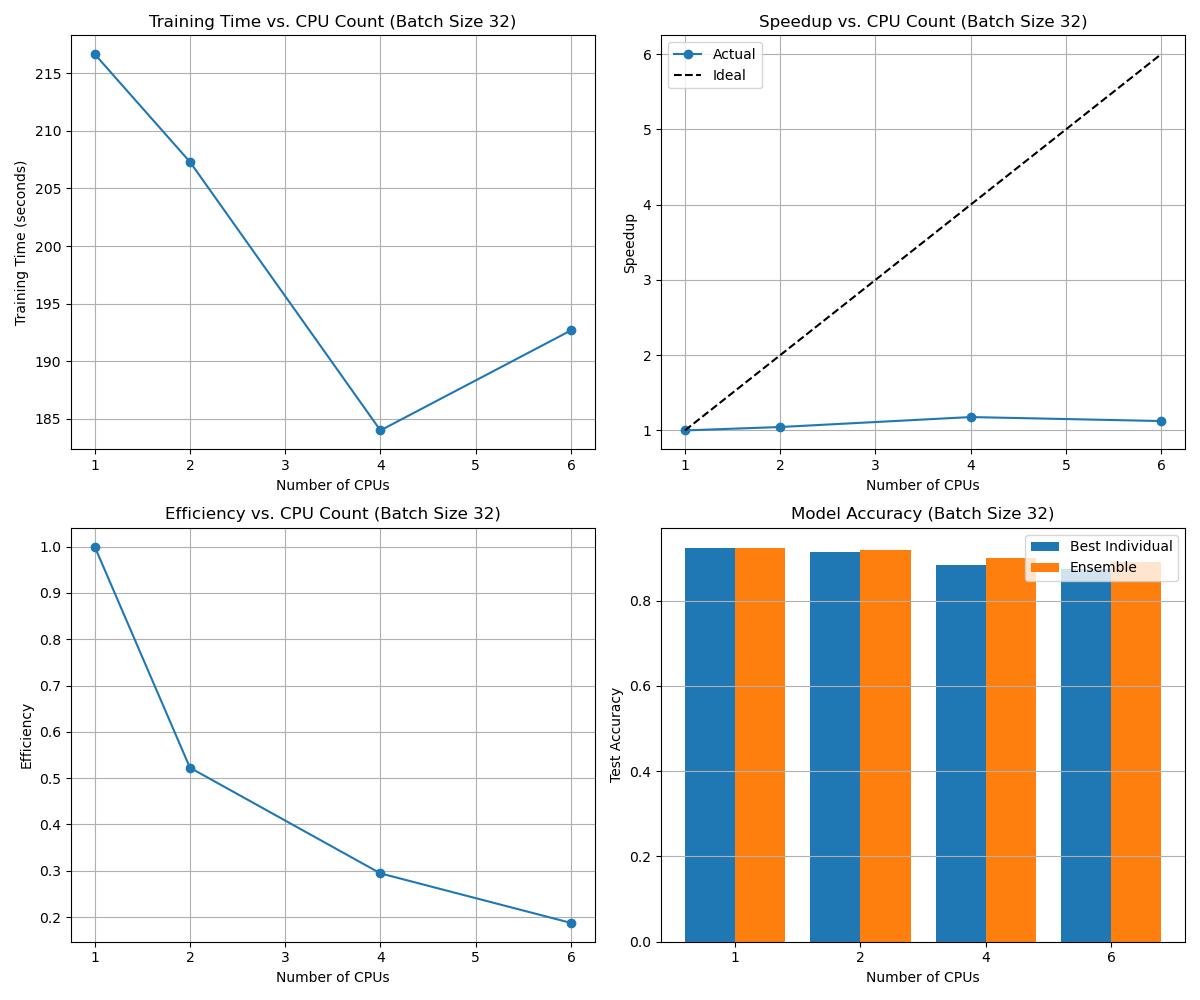 Training Time vs. CPU Count (Batch Size 32)
Training Time (seconds)
215
210
205
200
195
190
185
1 2 3 4 5 6
Number of CPUs
Speedup vs. CPU Count (Batch Size 32)
Actual
Ideal
Speedup
6
5
4
3
2
1
1 2 3 4 5 6
Number of CPUs
Efficiency vs. CPU Count (Batch Size 32)
Efficiency
1.0
0.9
0.8
0.7
0.6
0.5
0.4
0.3
0.2
1 2 3 4 5 6
Number of CPUs
Model Accuracy (Batch Size 32)
Best Individual
Ensemble
Test Accuracy
0.8
0.6
0.4
0.2
0.0
1 2 4 6
Number of CPUs